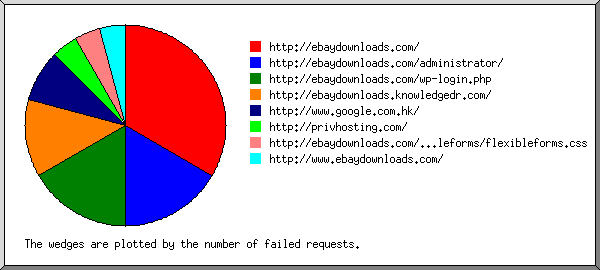 http://ebaydownloads.com/
http://ebaydownloads.com/administrator/
http://ebaydownloads.com/wp-login.php
http://ebaydownloads.knowledgedr.com/
http://www.google.com.hk/
http://privhosting.com/
http://ebaydownloads.com/...leforms/flexibleforms.css
http://www.ebaydownloads.com/
The wedges are plotted by the number of failed requests.